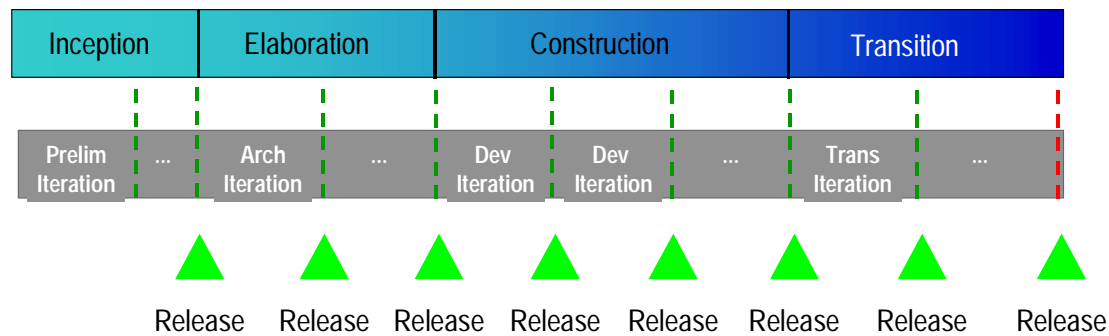 Inception Elaboration Construction Transition
Prelim ... Arch ... Dev Dev ... Trans ...
Iteration Iteration Iteration Iteration Iteration
Release Release Release Release Release Release Release Release